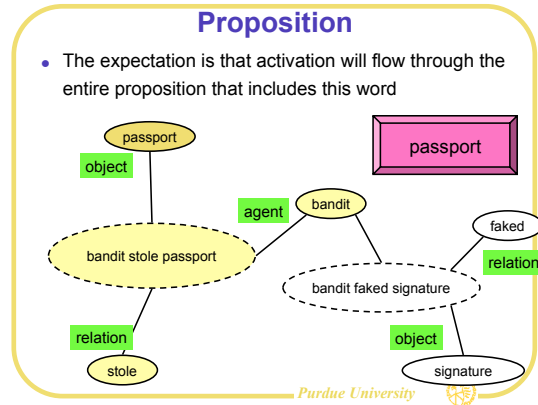 Proposition
• The expectation is that activation will flow through the
entire proposition that includes this word
passport
passport
object
agent
bandit
faked
bandit stole passport
relation
bandit faked signature
relation
object
stole
signature
Purdue University